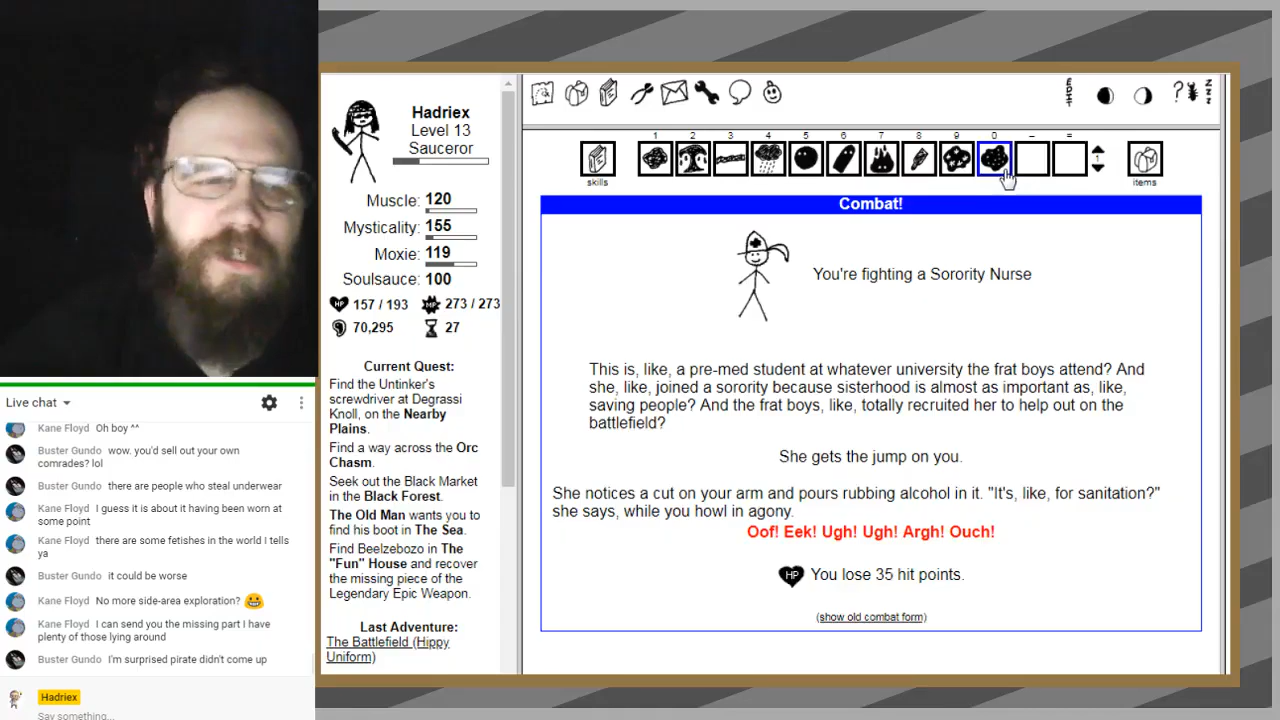 Hadriex
Level 13
Sauceror
Muscle: 120
Mysticality: 155
Moxie: 119
Soulsauce: 100
HP 157 / 193 MP 273 / 273
70,295 27
Current Quest:
Find the Untinker's
screwdriver at Degrassi
Knoll, on the Nearby
Plains.
Find a way across the Orc
Chasm.
Seek out the Black Market
in the Black Forest.
The Old Man wants you to
find his boot in The Sea.
Find Beelzebozo in The
"Fun" House and recover
the missing piece of the
Legendary Epic Weapon.
Last Adventure:
The Battlefield (Hippy
Uniform)
1 2 3 4 5 6 7 8 9 0 - =
1
skills
items
Combat!
You're fighting a Sorority Nurse
This is, like, a pre-med student at whatever university the frat boys attend? And
she, like, joined a sorority because sisterhood is almost as important as, like,
saving people? And the frat boys, like, totally recruited her to help out on the
battlefield?
She gets the jump on you.
She notices a cut on your arm and pours rubbing alcohol in it. "It's, like, for sanitation?"
she says, while you howl in agony.
Oof! Eek! Ugh! Ugh! Argh! Ouch!
HP You lose 35 hit points.
(show old combat form)
Live chat
Kane Floyd Oh boy ^^
Buster Gundo wow. you'd sell out your own
comrades? lol
Buster Gundo there are people who steal underwear
Kane Floyd I guess it is about it having been worn at
some point
Kane Floyd there are some fetishes in the world I tells
ya
Buster Gundo it could be worse
Kane Floyd No more side-area exploration?
Kane Floyd I can send you the missing part I have
plenty of those lying around
Buster Gundo I'm surprised pirate didn't come up
Hadriex
Say something...